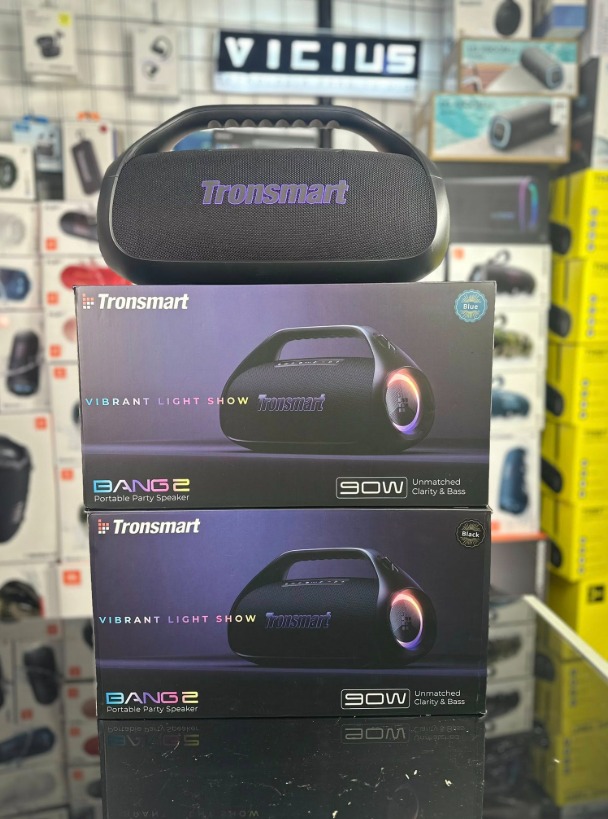 VICIUS
Tronsmart
Tronsmart
Blue
VIBRANT LIGHT SHOW
Tronsmart
BANG 2
Portable Party Speaker
90W
Unmatched
Clarity & Bass
Tronsmart
Black
VIBRANT LIGHT SHOW
Tronsmart
BANG 2
Portable Party Speaker
90W
Unmatched
Clarity & Bass